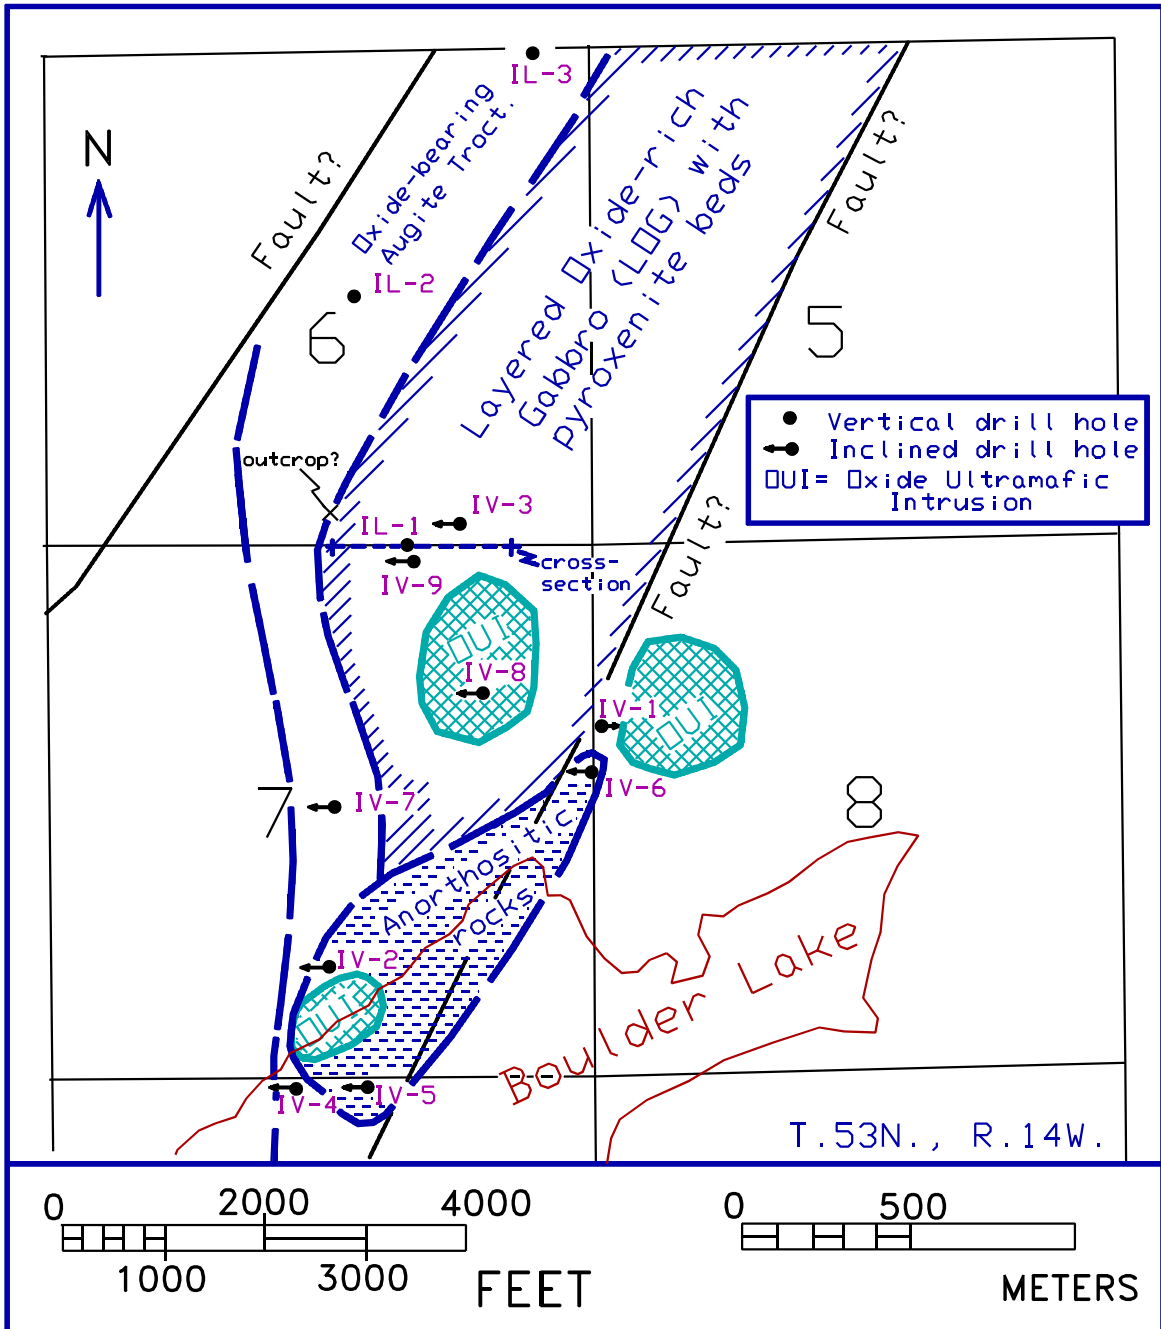 IL-3
N
Fault?
Oxide-bearing
Augite Troct.
Layered Oxide-rich
Gabbro (LOG) with
pyroxenite beds
Fault?
IL-2
6
5
Vertical drill hole
Inclined drill hole
OUI= Oxide Ultramafic
Intrusion
outcrop?
IV-3
IL-1
cross-
section
IV-9
Fault?
OUI
IV-8
IV-1
OUI
IV-6
7
IV-7
8
Anorthositic
rocks
IV-2
OUI
Boulder Lake
IV-4
IV-5
T.53N., R.14W.
0 2000 4000
1000 3000
FEET
0 500
METERS